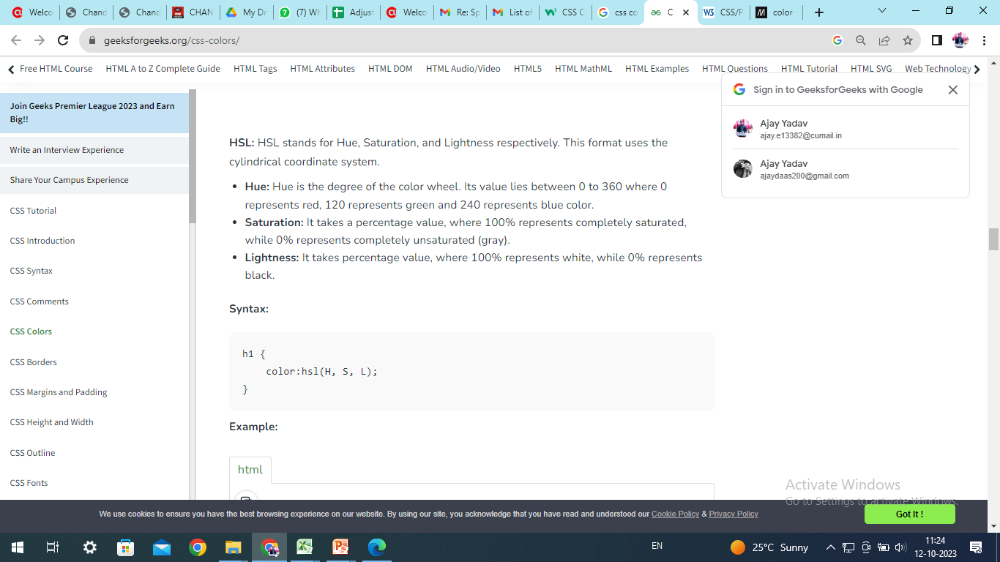 Welco
Chand
Chand
CHAN
My Dr
(7) Wh
Adjust
Welco
Re: Sp
List of
CSS C
css co
C
CSS/P
color
geeksforgeeks.org/css-colors/
Free HTML Course HTML A to Z Complete Guide HTML Tags HTML Attributes HTML DOM HTML Audio/Video HTML5 HTML MathML HTML Examples HTML Questions HTML Tutorial HTML SVG Web Technology
Join Geeks Premier League 2023 and Earn
Big!!
Write an Interview Experience
Share Your Campus Experience
CSS Tutorial
CSS Introduction
CSS Syntax
CSS Comments
CSS Colors
CSS Borders
CSS Margins and Padding
CSS Height and Width
CSS Outline
CSS Fonts
HSL: HSL stands for Hue, Saturation, and Lightness respectively. This format uses the
cylindrical coordinate system.
• Hue: Hue is the degree of the color wheel. Its value lies between 0 to 360 where 0
represents red, 120 represents green and 240 represents blue color.
• Saturation: It takes a percentage value, where 100% represents completely saturated,
while 0% represents completely unsaturated (gray).
• Lightness: It takes percentage value, where 100% represents white, while 0% represents
black.
Syntax:
h1 {
color:hsl(H, S, L);
}
Example:
html
Sign in to GeeksforGeeks with Google
Ajay Yadav
ajay.e13382@cumail.in
Ajay Yadav
ajaydaas200@gmail.com
Activate Windows
Go to Settings to activate Windows.
We use cookies to ensure you have the best browsing experience on our website. By using our site, you acknowledge that you have read and understood our Cookie Policy & Privacy Policy
Got It !
EN
25°C Sunny
11:24
12-10-2023